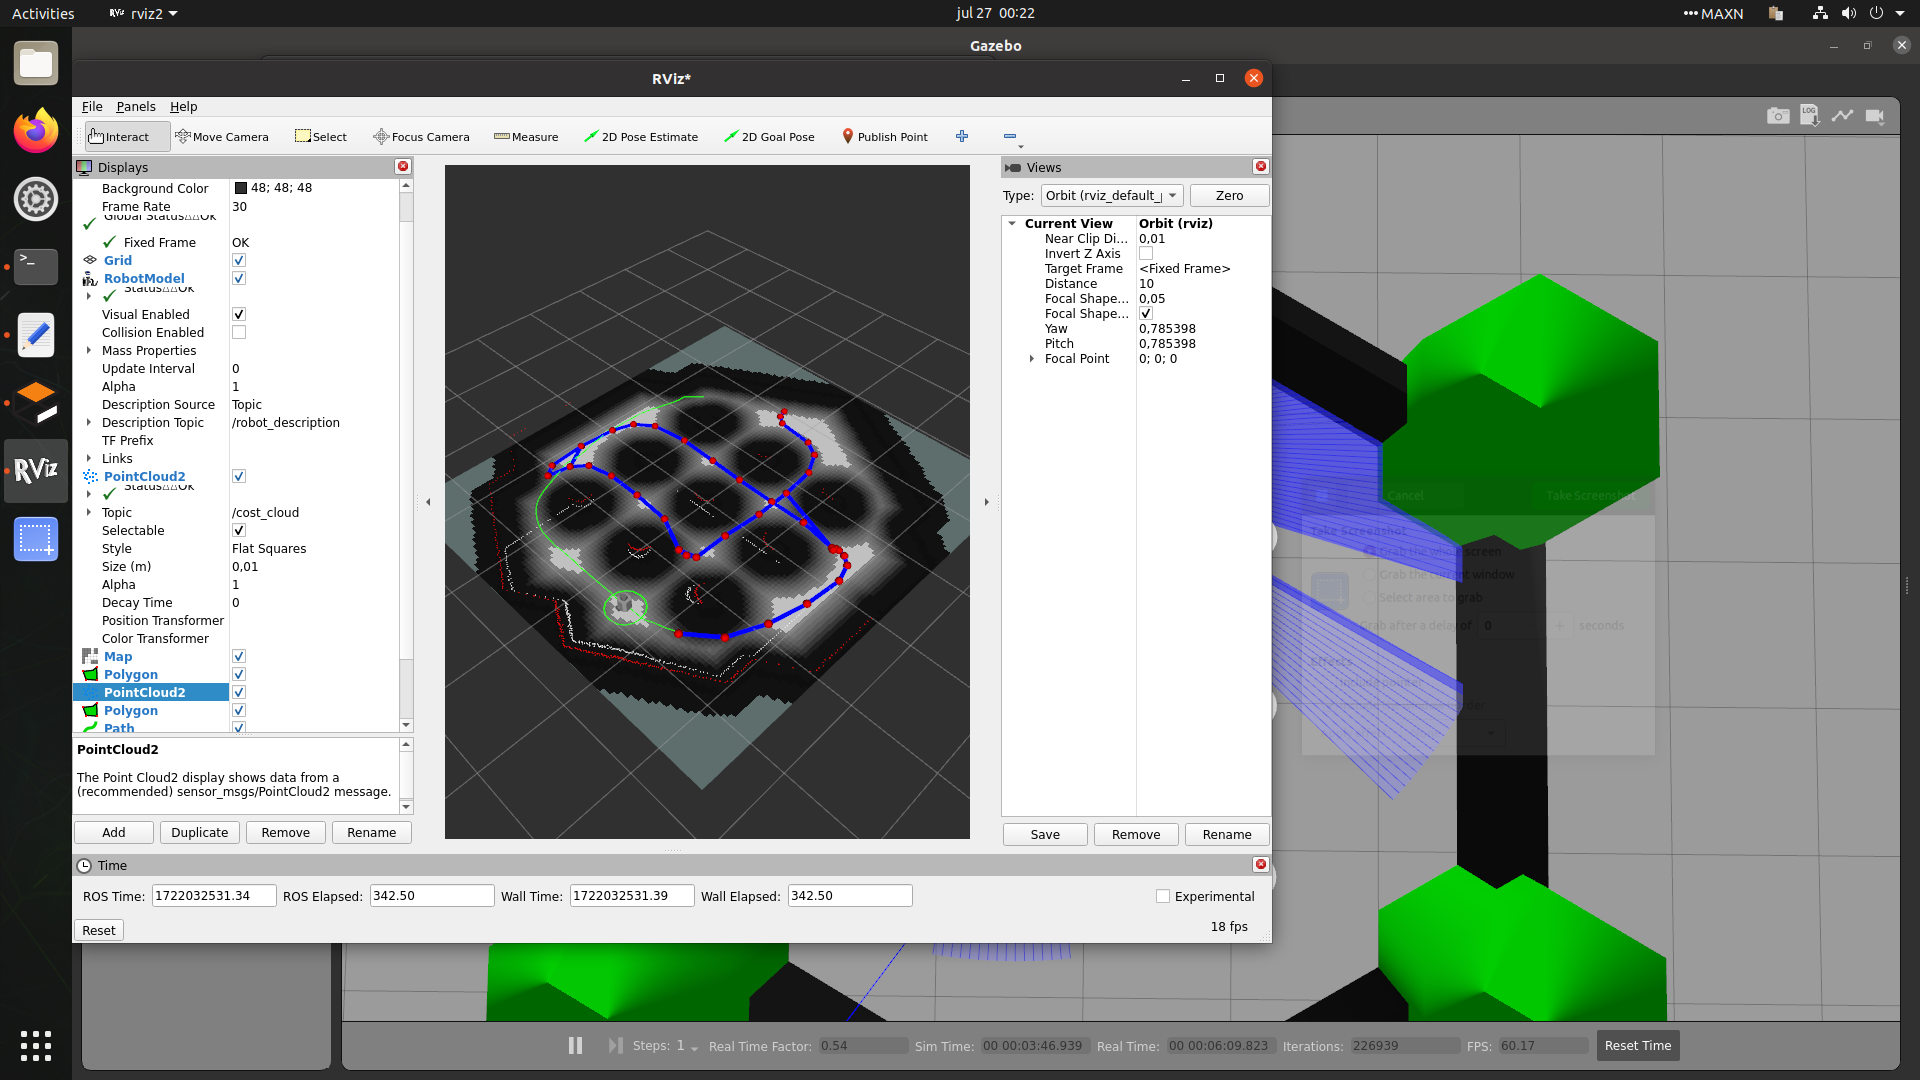 Activities
rviz2
jul 27 00:22
MAXN
Gazebo
RViz*
File Panels Help
Interact Move Camera Select Focus Camera Measure 2D Pose Estimate 2D Goal Pose Publish Point
Displays
Background Color 48; 48; 48
Frame Rate 30
Global Status△△Ok
Fixed Frame OK
Grid
RobotModel
Status△△Ok
Visual Enabled
Collision Enabled
Mass Properties
Update Interval 0
Alpha 1
Description Source Topic
Description Topic /robot_description
TF Prefix
Links
PointCloud2
Status△△Ok
Topic /cost_cloud
Selectable
Style Flat Squares
Size (m) 0,01
Alpha 1
Decay Time 0
Position Transformer
Color Transformer
Map
Polygon
PointCloud2
Polygon
Path
PointCloud2
The Point Cloud2 display shows data from a
(recommended) sensor_msgs/PointCloud2 message.
Add Duplicate Remove Rename
Views
Type: Orbit (rviz_default_ Zero
Current View Orbit (rviz)
Near Clip Di... 0,01
Invert Z Axis
Target Frame <Fixed Frame>
Distance 10
Focal Shape... 0,05
Focal Shape...
Yaw 0,785398
Pitch 0,785398
Focal Point 0; 0; 0
Save Remove Rename
Time
ROS Time: 1722032531.34 ROS Elapsed: 342.50 Wall Time: 1722032531.39 Wall Elapsed: 342.50 Experimental
Reset
18 fps
LOG
RViz
Cancel Take Screenshot
Take Screenshot
Grab the whole screen
Grab the current window
Select area to grab
Grab after a delay of 0 + seconds
Steps: 1 Real Time Factor: 0.54 Sim Time: 00 00:03:46.939 Real Time: 00 00:06:09.823 Iterations: 226939 FPS: 60.17 Reset Time